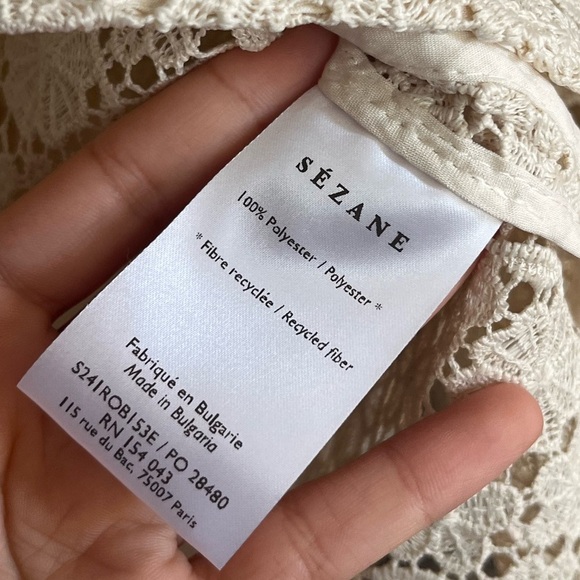 SÉZANE
100% Polyester / Polyester *
* Fibre recyclée / Recycled fiber
Fabriqué en Bulgarie
Made in Bulgaria
S241ROB153E / PO 28480
RN 154 043
115 rue du Bac, 75007 Paris